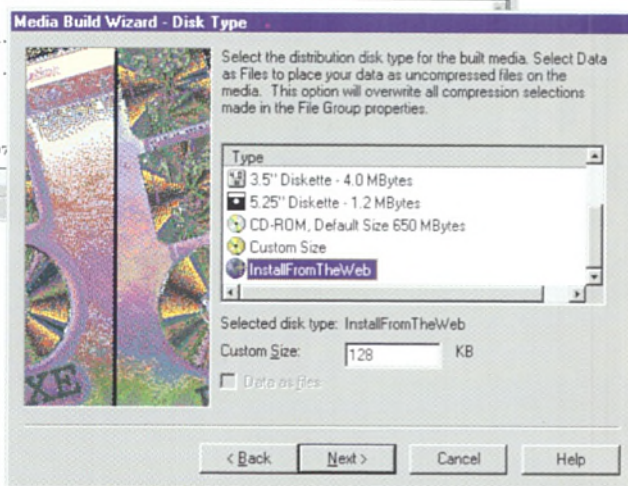 Media Build Wizard - Disk Type
Select the distribution disk type for the built media. Select Data
as Files to place your data as uncompressed files on the
media. This option will overwrite all compression selections
made in the File Group properties.
Type
3.5" Diskette - 4.0 MBytes
5.25" Diskette - 1.2 MBytes
CD-ROM, Default Size 650 MBytes
Custom Size
InstallFromTheWeb
Selected disk type: InstallFromTheWeb
Custom Size: 128 KB
Data as files
XE
< Back Next > Cancel Help